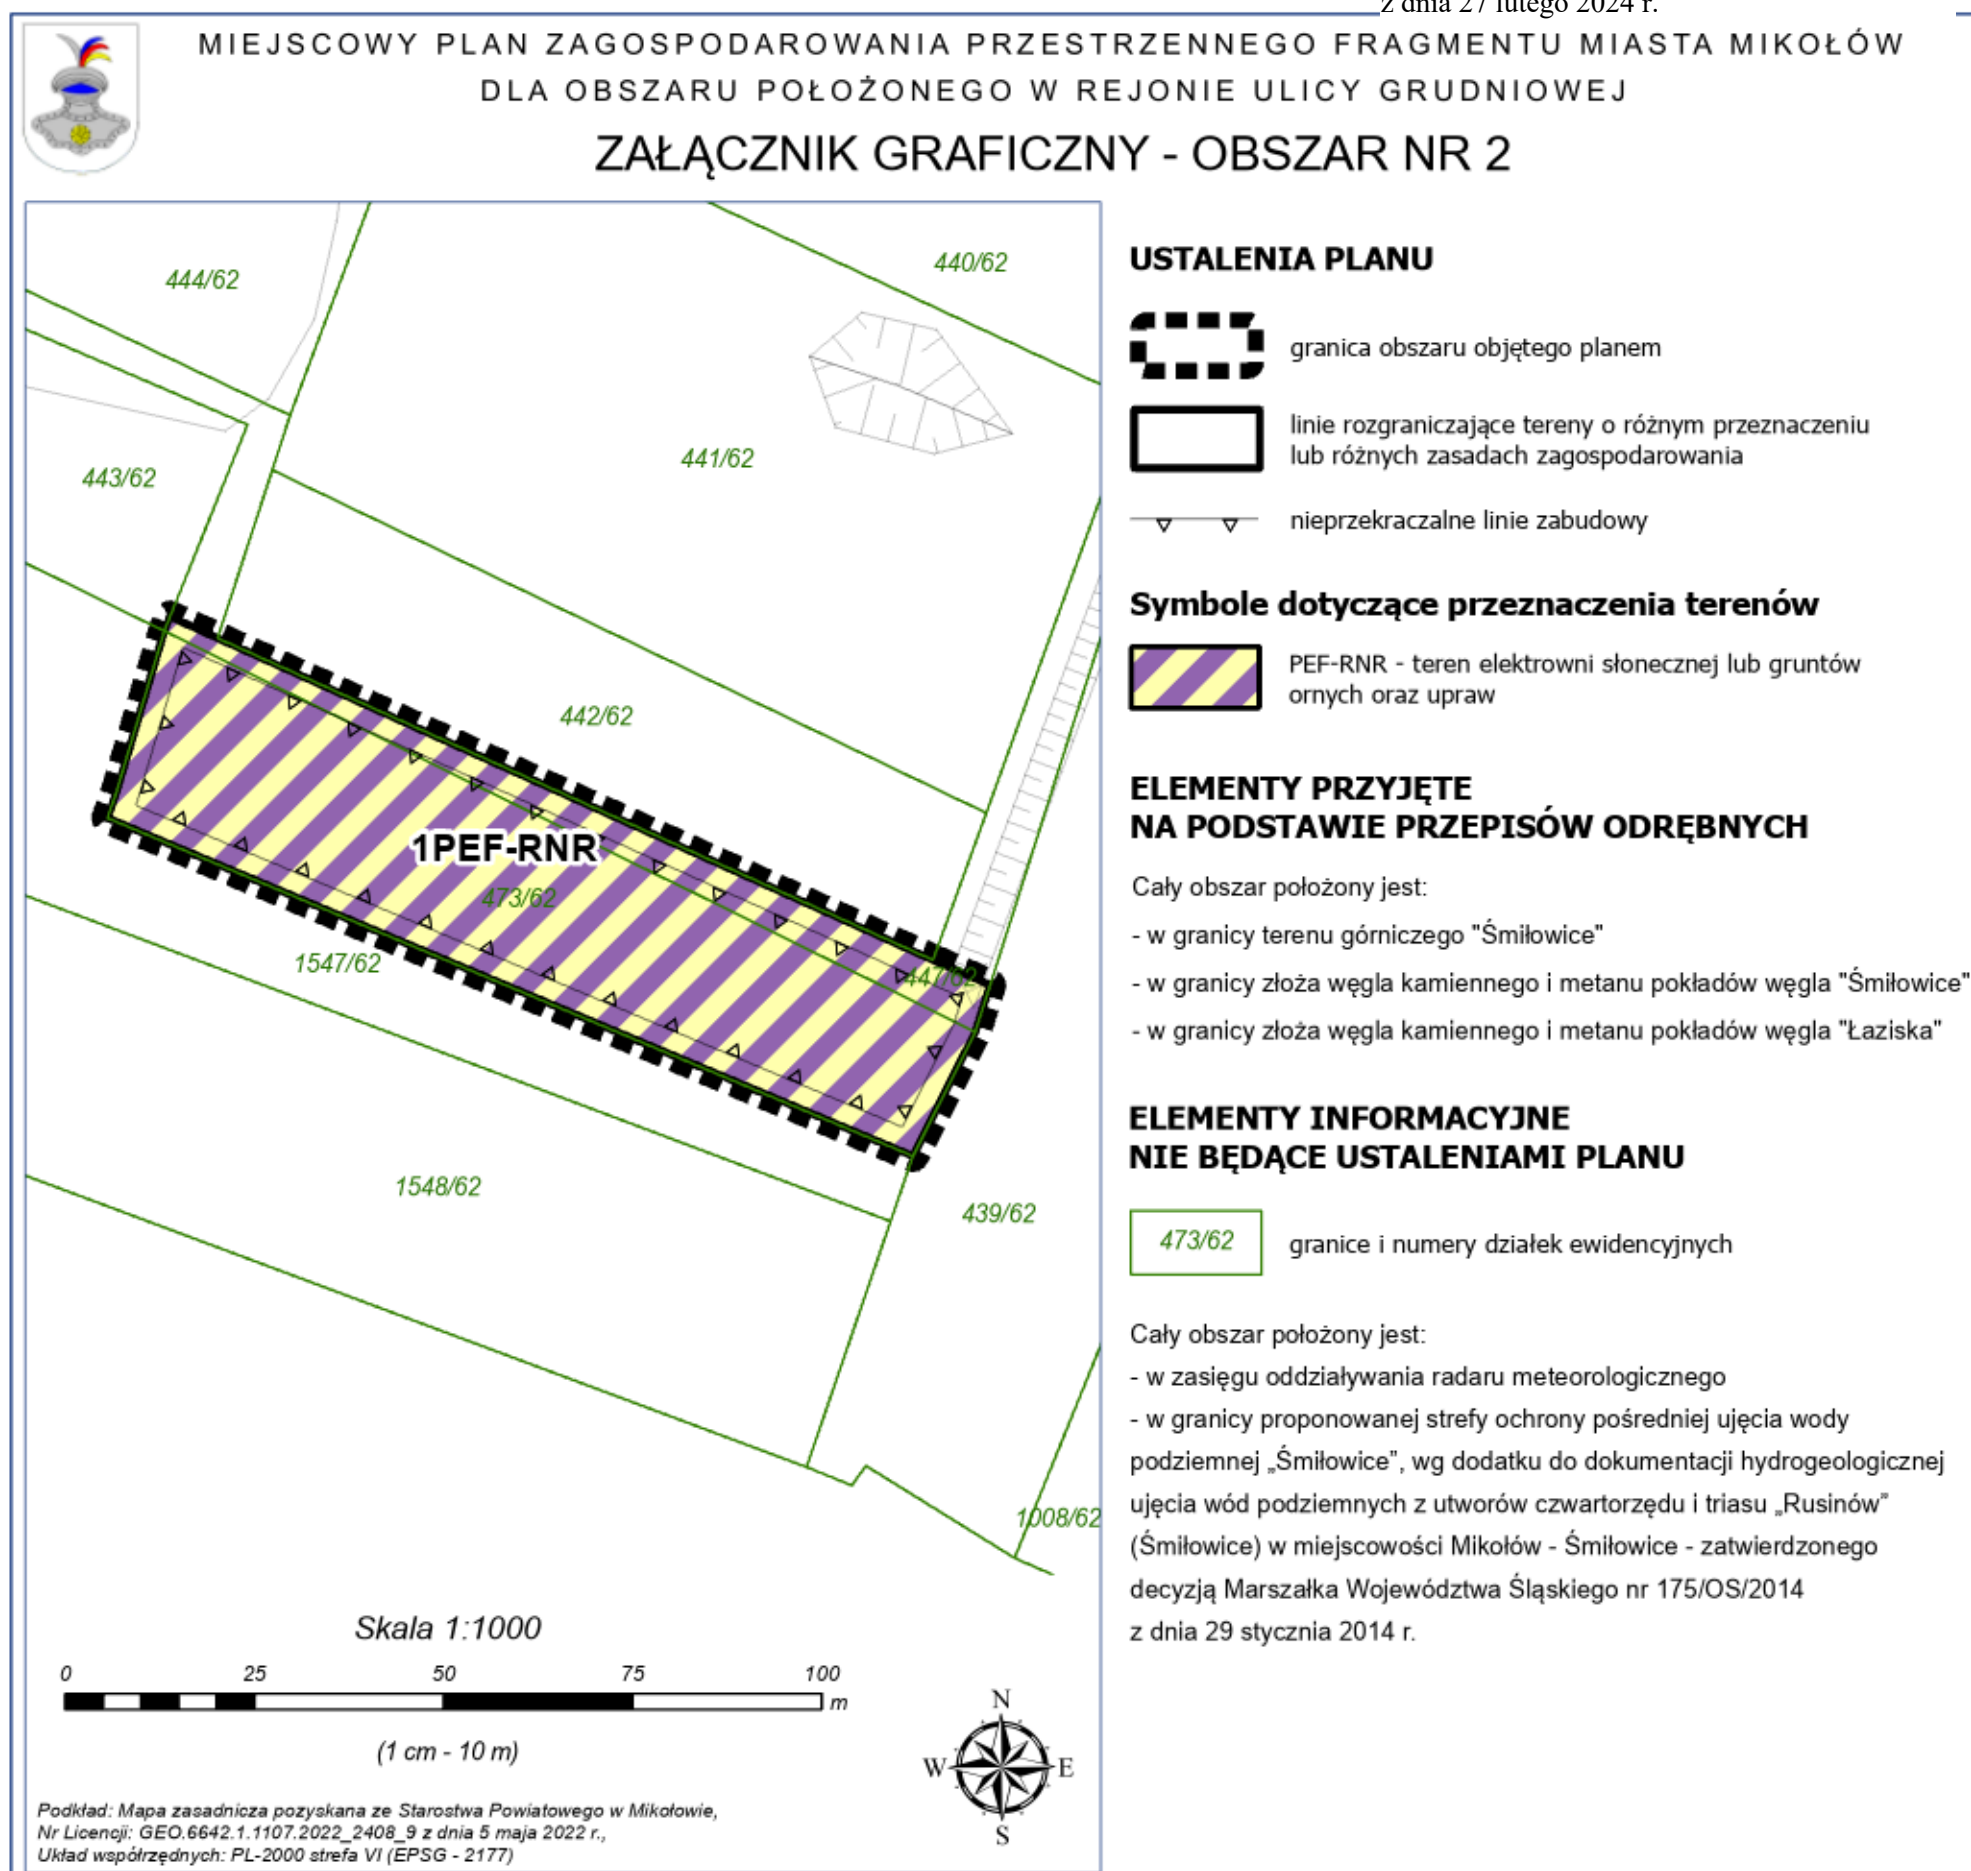 z dnia 27 lutego 2024 r.
MIEJSCOWY PLAN ZAGOSPODAROWANIA PRZESTRZENNEGO FRAGMENTU MIASTA MIKOŁÓW
DLA OBSZARU POŁOŻONEGO W REJONIE ULICY GRUDNIOWEJ
ZAŁĄCZNIK GRAFICZNY - OBSZAR NR 2
444/62
440/62
443/62
441/62
442/62
1PEF-RNR
473/62
447/62
1547/62
1548/62
439/62
1008/62
Skala 1:1000
0 25 50 75 100
m
(1 cm - 10 m)
N
W E
S
Podkład: Mapa zasadnicza pozyskana ze Starostwa Powiatowego w Mikołowie,
Nr Licencji: GEO.6642.1.1107.2022_2408_9 z dnia 5 maja 2022 r.,
Układ współrzędnych: PL-2000 strefa VI (EPSG - 2177)
USTALENIA PLANU
granica obszaru objętego planem
linie rozgraniczające tereny o różnym przeznaczeniu
lub różnych zasadach zagospodarowania
nieprzekraczalne linie zabudowy
Symbole dotyczące przeznaczenia terenów
PEF-RNR - teren elektrowni słonecznej lub gruntów
ornych oraz upraw
ELEMENTY PRZYJĘTE
NA PODSTAWIE PRZEPISÓW ODRĘBNYCH
Cały obszar położony jest:
- w granicy terenu górniczego "Śmiłowice"
- w granicy złoża węgla kamiennego i metanu pokładów węgla "Śmiłowice"
- w granicy złoża węgla kamiennego i metanu pokładów węgla "Łaziska"
ELEMENTY INFORMACYJNE
NIE BĘDĄCE USTALENIAMI PLANU
473/62
granice i numery działek ewidencyjnych
Cały obszar położony jest:
- w zasięgu oddziaływania radaru meteorologicznego
- w granicy proponowanej strefy ochrony pośredniej ujęcia wody
podziemnej „Śmiłowice”, wg dodatku do dokumentacji hydrogeologicznej
ujęcia wód podziemnych z utworów czwartorzędu i triasu „Rusinów”
(Śmiłowice) w miejscowości Mikołów - Śmiłowice - zatwierdzonego
decyzją Marszałka Województwa Śląskiego nr 175/OS/2014
z dnia 29 stycznia 2014 r.